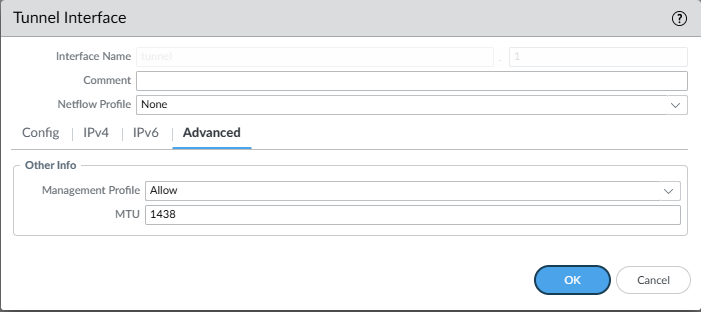 Tunnel Interface ?
Interface Name tunnel . 1
Comment
Netflow Profile None
Config | IPv4 | IPv6 | Advanced
Other Info
Management Profile Allow
MTU 1438
OK Cancel